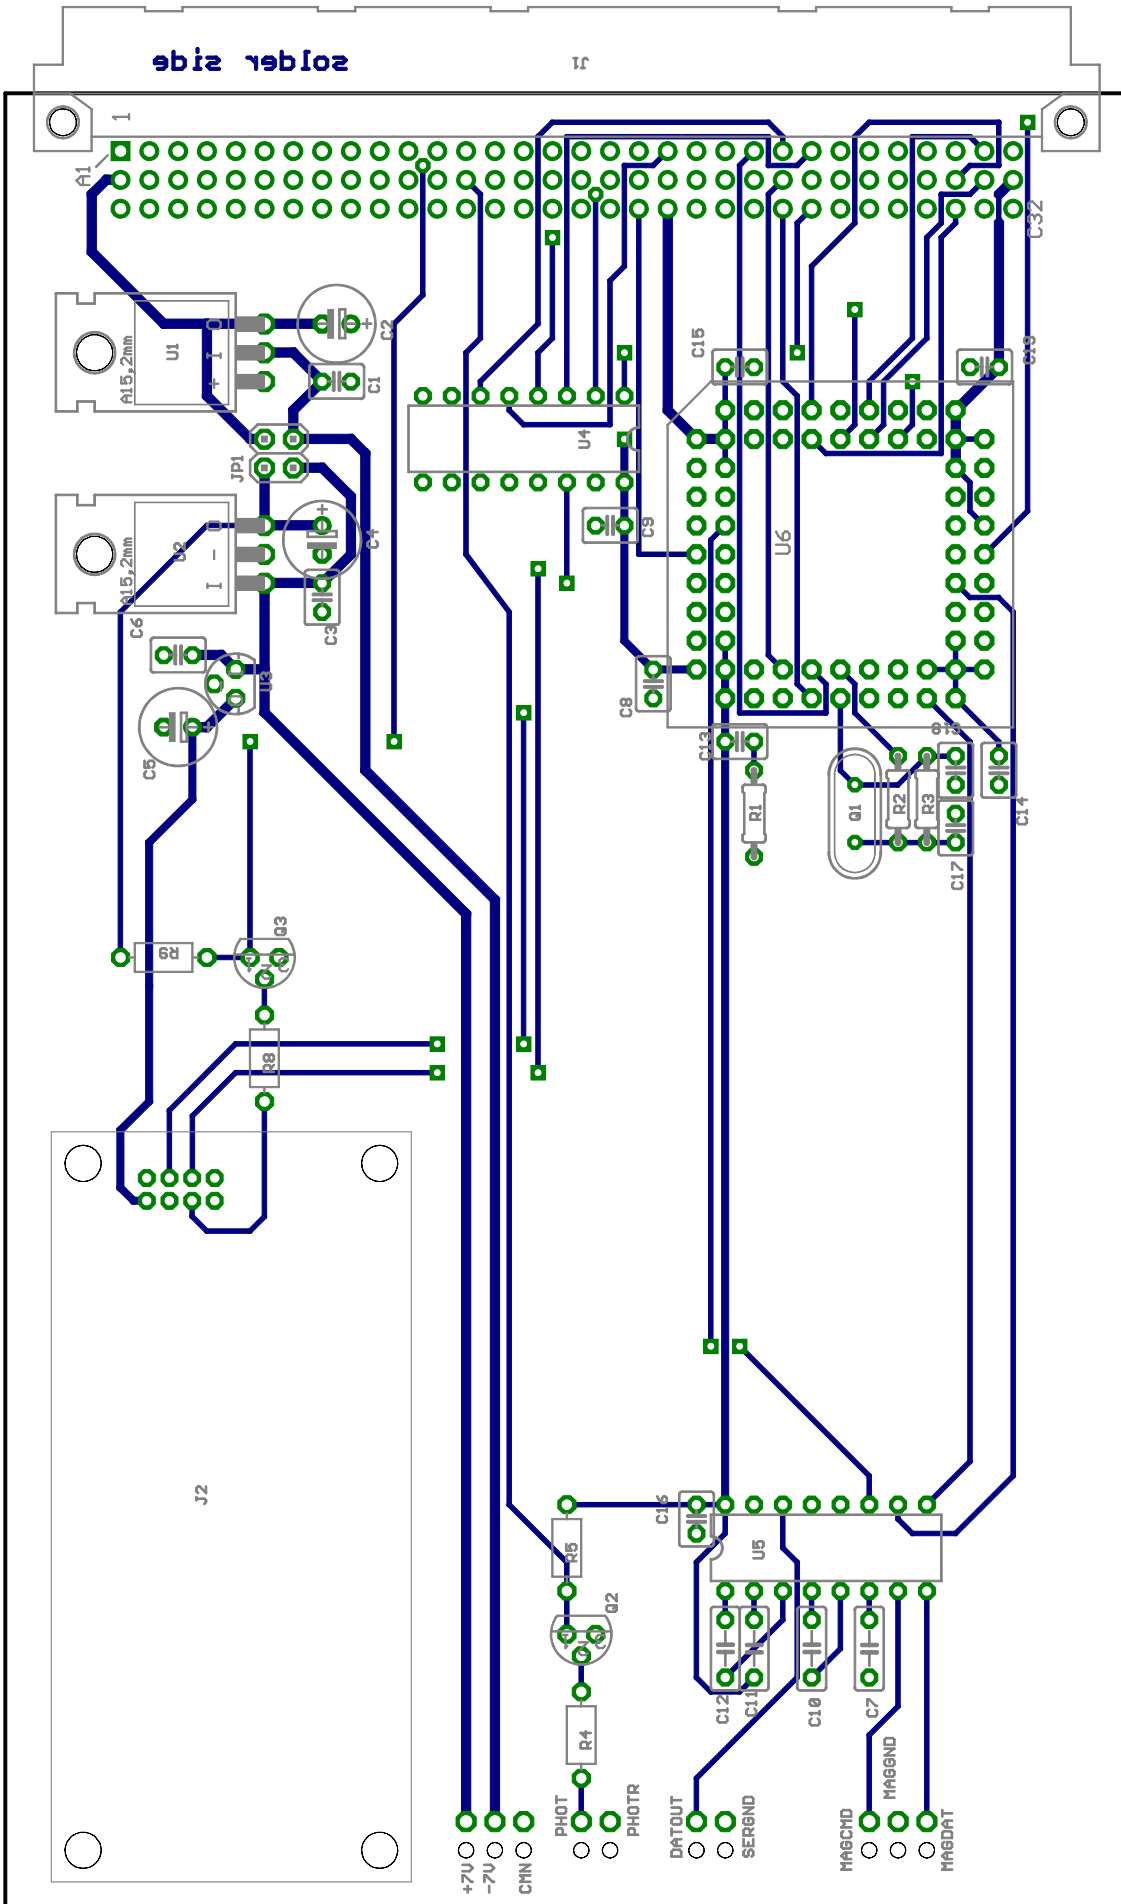 solder side
J1
1
A1
C32
C2
O
U1
I
+
A15,2mm
C1
C15
C18
U4
JP1
C9
U6
C4
O
U2
-
I
A15,2mm
C3
C6
U3
C8
C5
C13
C19
R1
Q1
R2
R3
C14
C17
Q3
R9
R8
J2
C16
R5
U5
Q2
C12
C11
C10
C7
R4
PHOT
PHOTR
DATOUT
SERGND
MAGCMD
MAGGND
MAGDAT
+7V
-7V
CMN